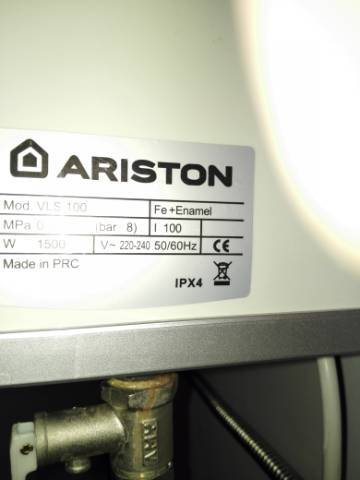 ARISTON
Mod. VLS 100 Fe+Enamel
MPa 0 (bar 8) l 100
W 1500 V~ 220-240 50/60Hz CE
Made in PRC
IPX4